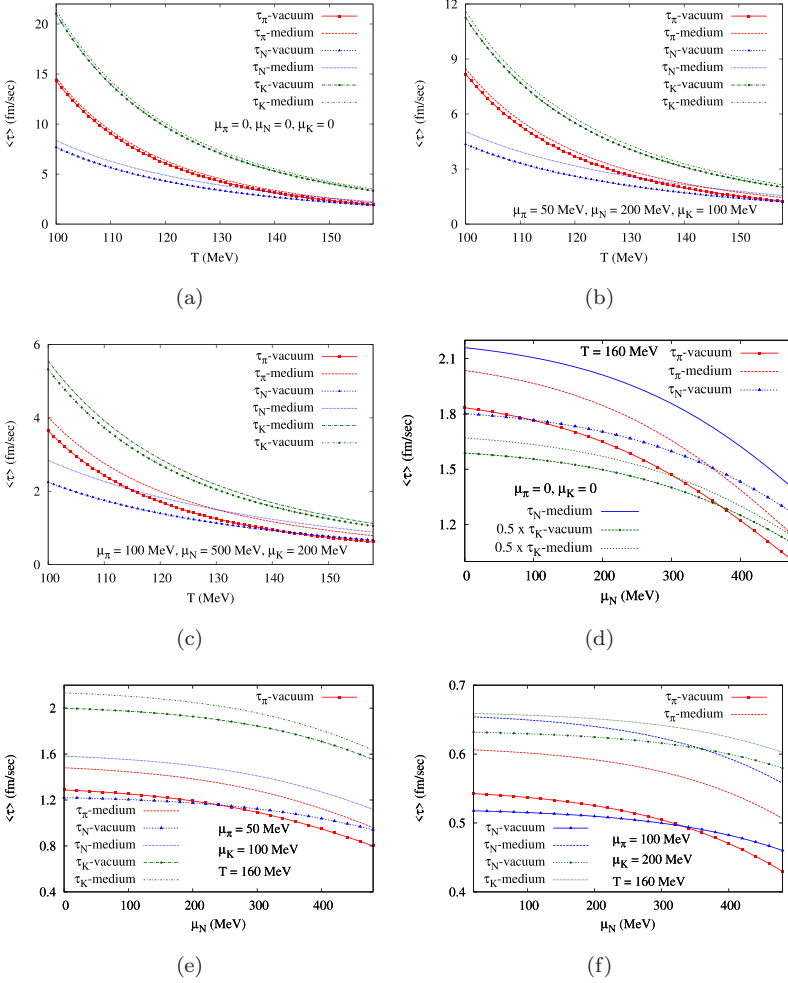 τπ-vacuum
τπ-medium
τN-vacuum
τN-medium
τK-vacuum
τK-medium
μπ = 0, μN = 0, μK = 0
<τ> (fm/sec)
0 5 10 15 20
100 110 120 130 140 150
T (MeV)
(a)
τπ-vacuum
τπ-medium
τN-vacuum
τN-medium
τK-vacuum
τK-medium
μπ = 50 MeV, μN = 200 MeV, μK = 100 MeV
<τ> (fm/sec)
0 3 6 9 12
100 110 120 130 140 150
T (MeV)
(b)
τπ-vacuum
τπ-medium
τN-vacuum
τN-medium
τK-medium
τK-vacuum
μπ = 100 MeV, μN = 500 MeV, μK = 200 MeV
<τ> (fm/sec)
0 2 4 6
100 110 120 130 140 150
T (MeV)
(c)
T = 160 MeV
τπ-vacuum
τπ-medium
τN-vacuum
μπ = 0, μK = 0
τN-medium
0.5 x τK-vacuum
0.5 x τK-medium
<τ> (fm/sec)
1.2 1.5 1.8 2.1
0 100 200 300 400
μN (MeV)
(d)
τπ-vacuum
τπ-medium
τN-vacuum
τN-medium
τK-vacuum
τK-medium
μπ = 50 MeV
μK = 100 MeV
T = 160 MeV
<τ> (fm/sec)
0.4 0.8 1.2 1.6 2
0 100 200 300 400
μN (MeV)
(e)
τπ-vacuum
τπ-medium
τN-vacuum
τN-medium
τN-vacuum
τK-medium
μπ = 100 MeV
μK = 200 MeV
T = 160 MeV
<τ> (fm/sec)
0.4 0.5 0.6 0.7
100 200 300 400
μN (MeV)
(f)